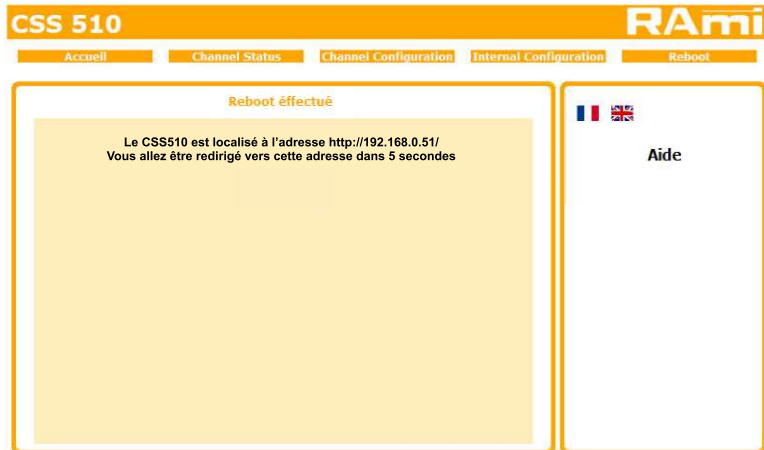 CSS 510
RAmi
Accueil
Channel Status
Channel Configuration
Internal Configuration
Reboot
Reboot éffectué
Le CSS510 est localisé à l'adresse http://192.168.0.51/
Vous allez être redirigé vers cette adresse dans 5 secondes
Aide